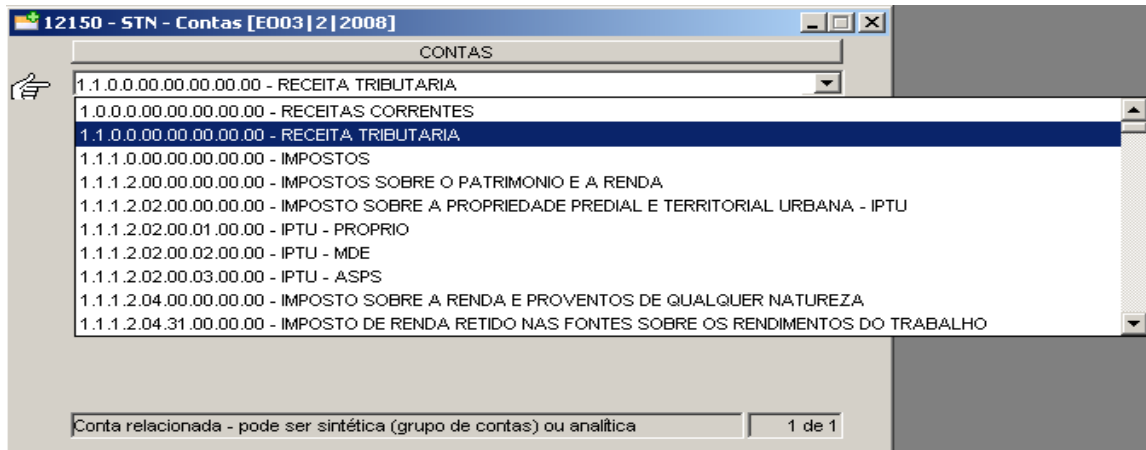 12150 - STN - Contas [EO03|2|2008]
CONTAS
1.1.0.0.00.00.00.00.00 - RECEITA TRIBUTARIA
1.0.0.0.00.00.00.00.00 - RECEITAS CORRENTES
1.1.0.0.00.00.00.00.00 - RECEITA TRIBUTARIA
1.1.1.0.00.00.00.00.00 - IMPOSTOS
1.1.1.2.00.00.00.00.00 - IMPOSTOS SOBRE O PATRIMONIO E A RENDA
1.1.1.2.02.00.00.00.00 - IMPOSTO SOBRE A PROPRIEDADE PREDIAL E TERRITORIAL URBANA - IPTU
1.1.1.2.02.00.01.00.00 - IPTU - PROPRIO
1.1.1.2.02.00.02.00.00 - IPTU - MDE
1.1.1.2.02.00.03.00.00 - IPTU - ASPS
1.1.1.2.04.00.00.00.00 - IMPOSTO SOBRE A RENDA E PROVENTOS DE QUALQUER NATUREZA
1.1.1.2.04.31.00.00.00 - IMPOSTO DE RENDA RETIDO NAS FONTES SOBRE OS RENDIMENTOS DO TRABALHO
Conta relacionada - pode ser sintética (grupo de contas) ou analítica
1 de 1